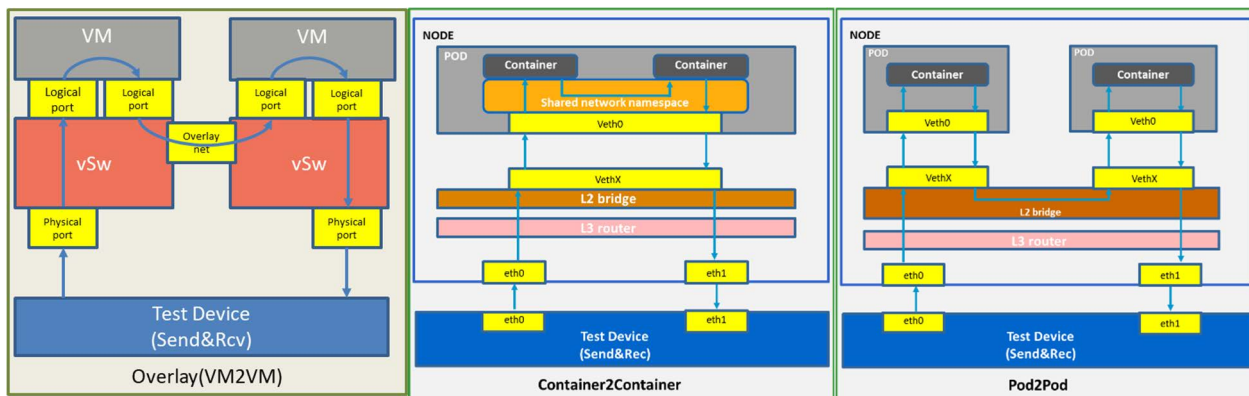 VM
VM
Logical
port
Logical
port
Logical
port
Logical
port
Overlay
net
vSw
vSw
Physical
port
Physical
port
Test Device
(Send&Rcv)
Overlay(VM2VM)
NODE
POD
Container
Container
Shared network namespace
Veth0
VethX
L2 bridge
L3 router
eth0
eth1
eth0
eth1
Test Device
(Send&Rec)
Container2Container
NODE
POD
POD
Container
Container
Veth0
Veth0
VethX
VethX
L2 bridge
L3 router
eth0
eth1
eth0
eth1
Test Device
(Send&Rec)
Pod2Pod